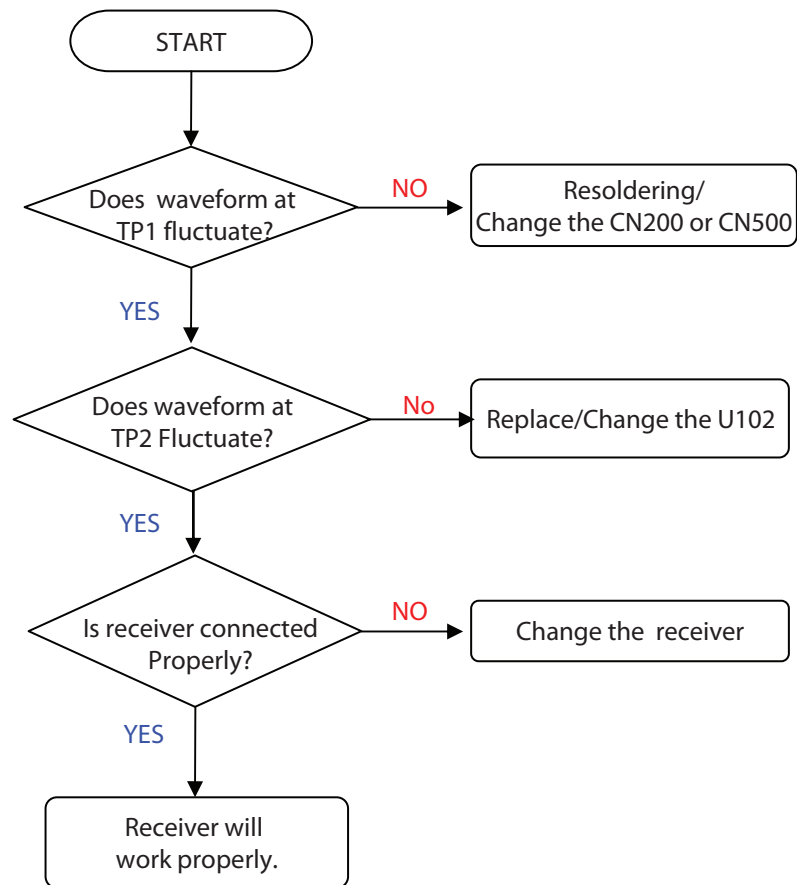 START
Does waveform at
TP1 fluctuate?
NO
Resoldering/
Change the CN200 or CN500
YES
Does waveform at
TP2 Fluctuate?
No
Replace/Change the U102
YES
Is receiver connected
Properly?
NO
Change the receiver
YES
Receiver will
work properly.